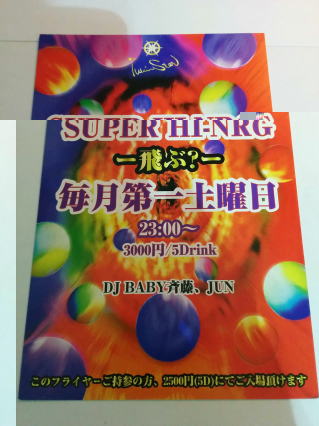 SUPER HI-NRG
ー飛ぶ?ー
毎月第一土曜日
23:00～
3000円/5Drink
DJ BABY斉藤、JUN
このフライヤーご持参の方、2500円(5D)にてご入場頂けます